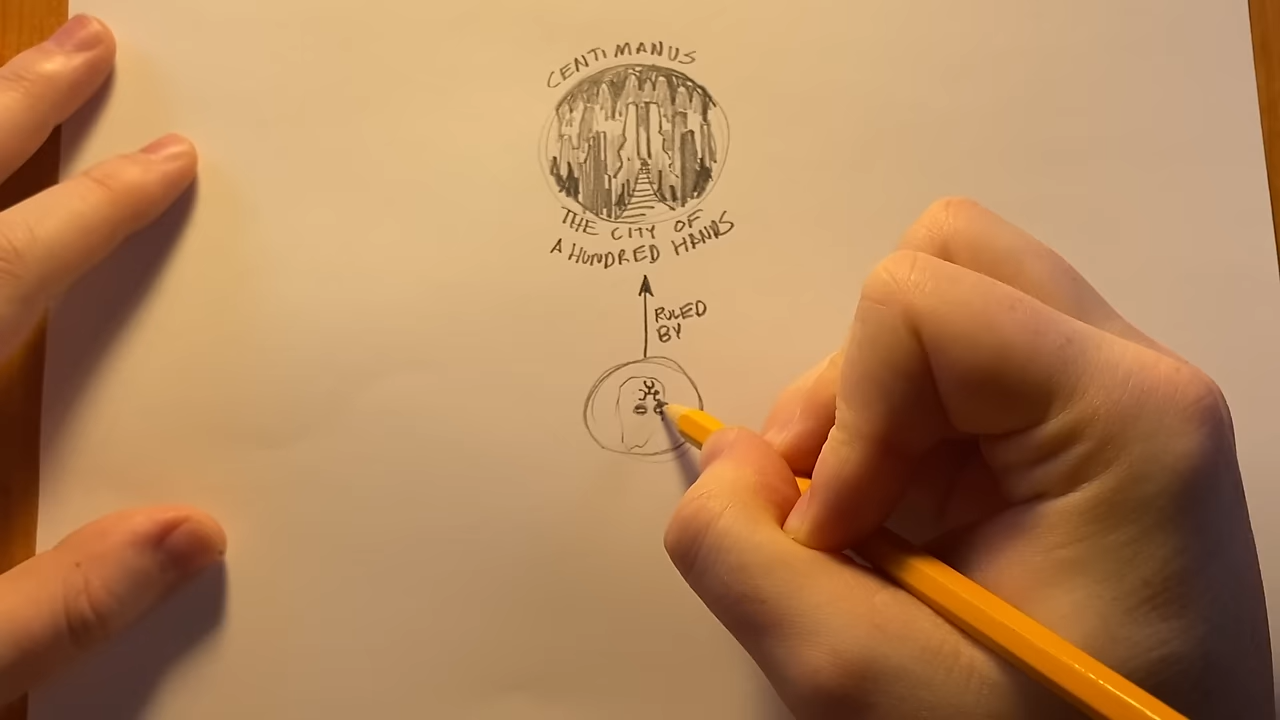 CENTIMANUS
THE CITY OF
A HUNDRED HANDS
RULED
BY